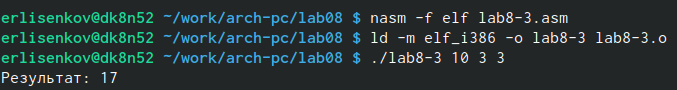 erlisenkov@dk8n52 ~/work/arch-pc/lab08 $ nasm -f elf lab8-3.asm
erlisenkov@dk8n52 ~/work/arch-pc/lab08 $ ld -m elf_i386 -o lab8-3 lab8-3.o
erlisenkov@dk8n52 ~/work/arch-pc/lab08 $ ./lab8-3 10 3 3
Результат: 17